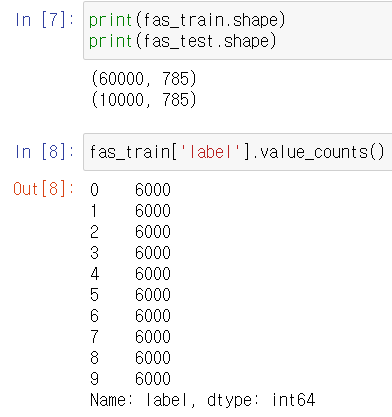 In [7]: print(fas_train.shape)
print(fas_test.shape)
(60000, 785)
(10000, 785)
In [8]: fas_train['label'].value_counts()
Out[8]: 0    6000
1    6000
2    6000
3    6000
4    6000
5    6000
6    6000
7    6000
8    6000
9    6000
Name: label, dtype: int64